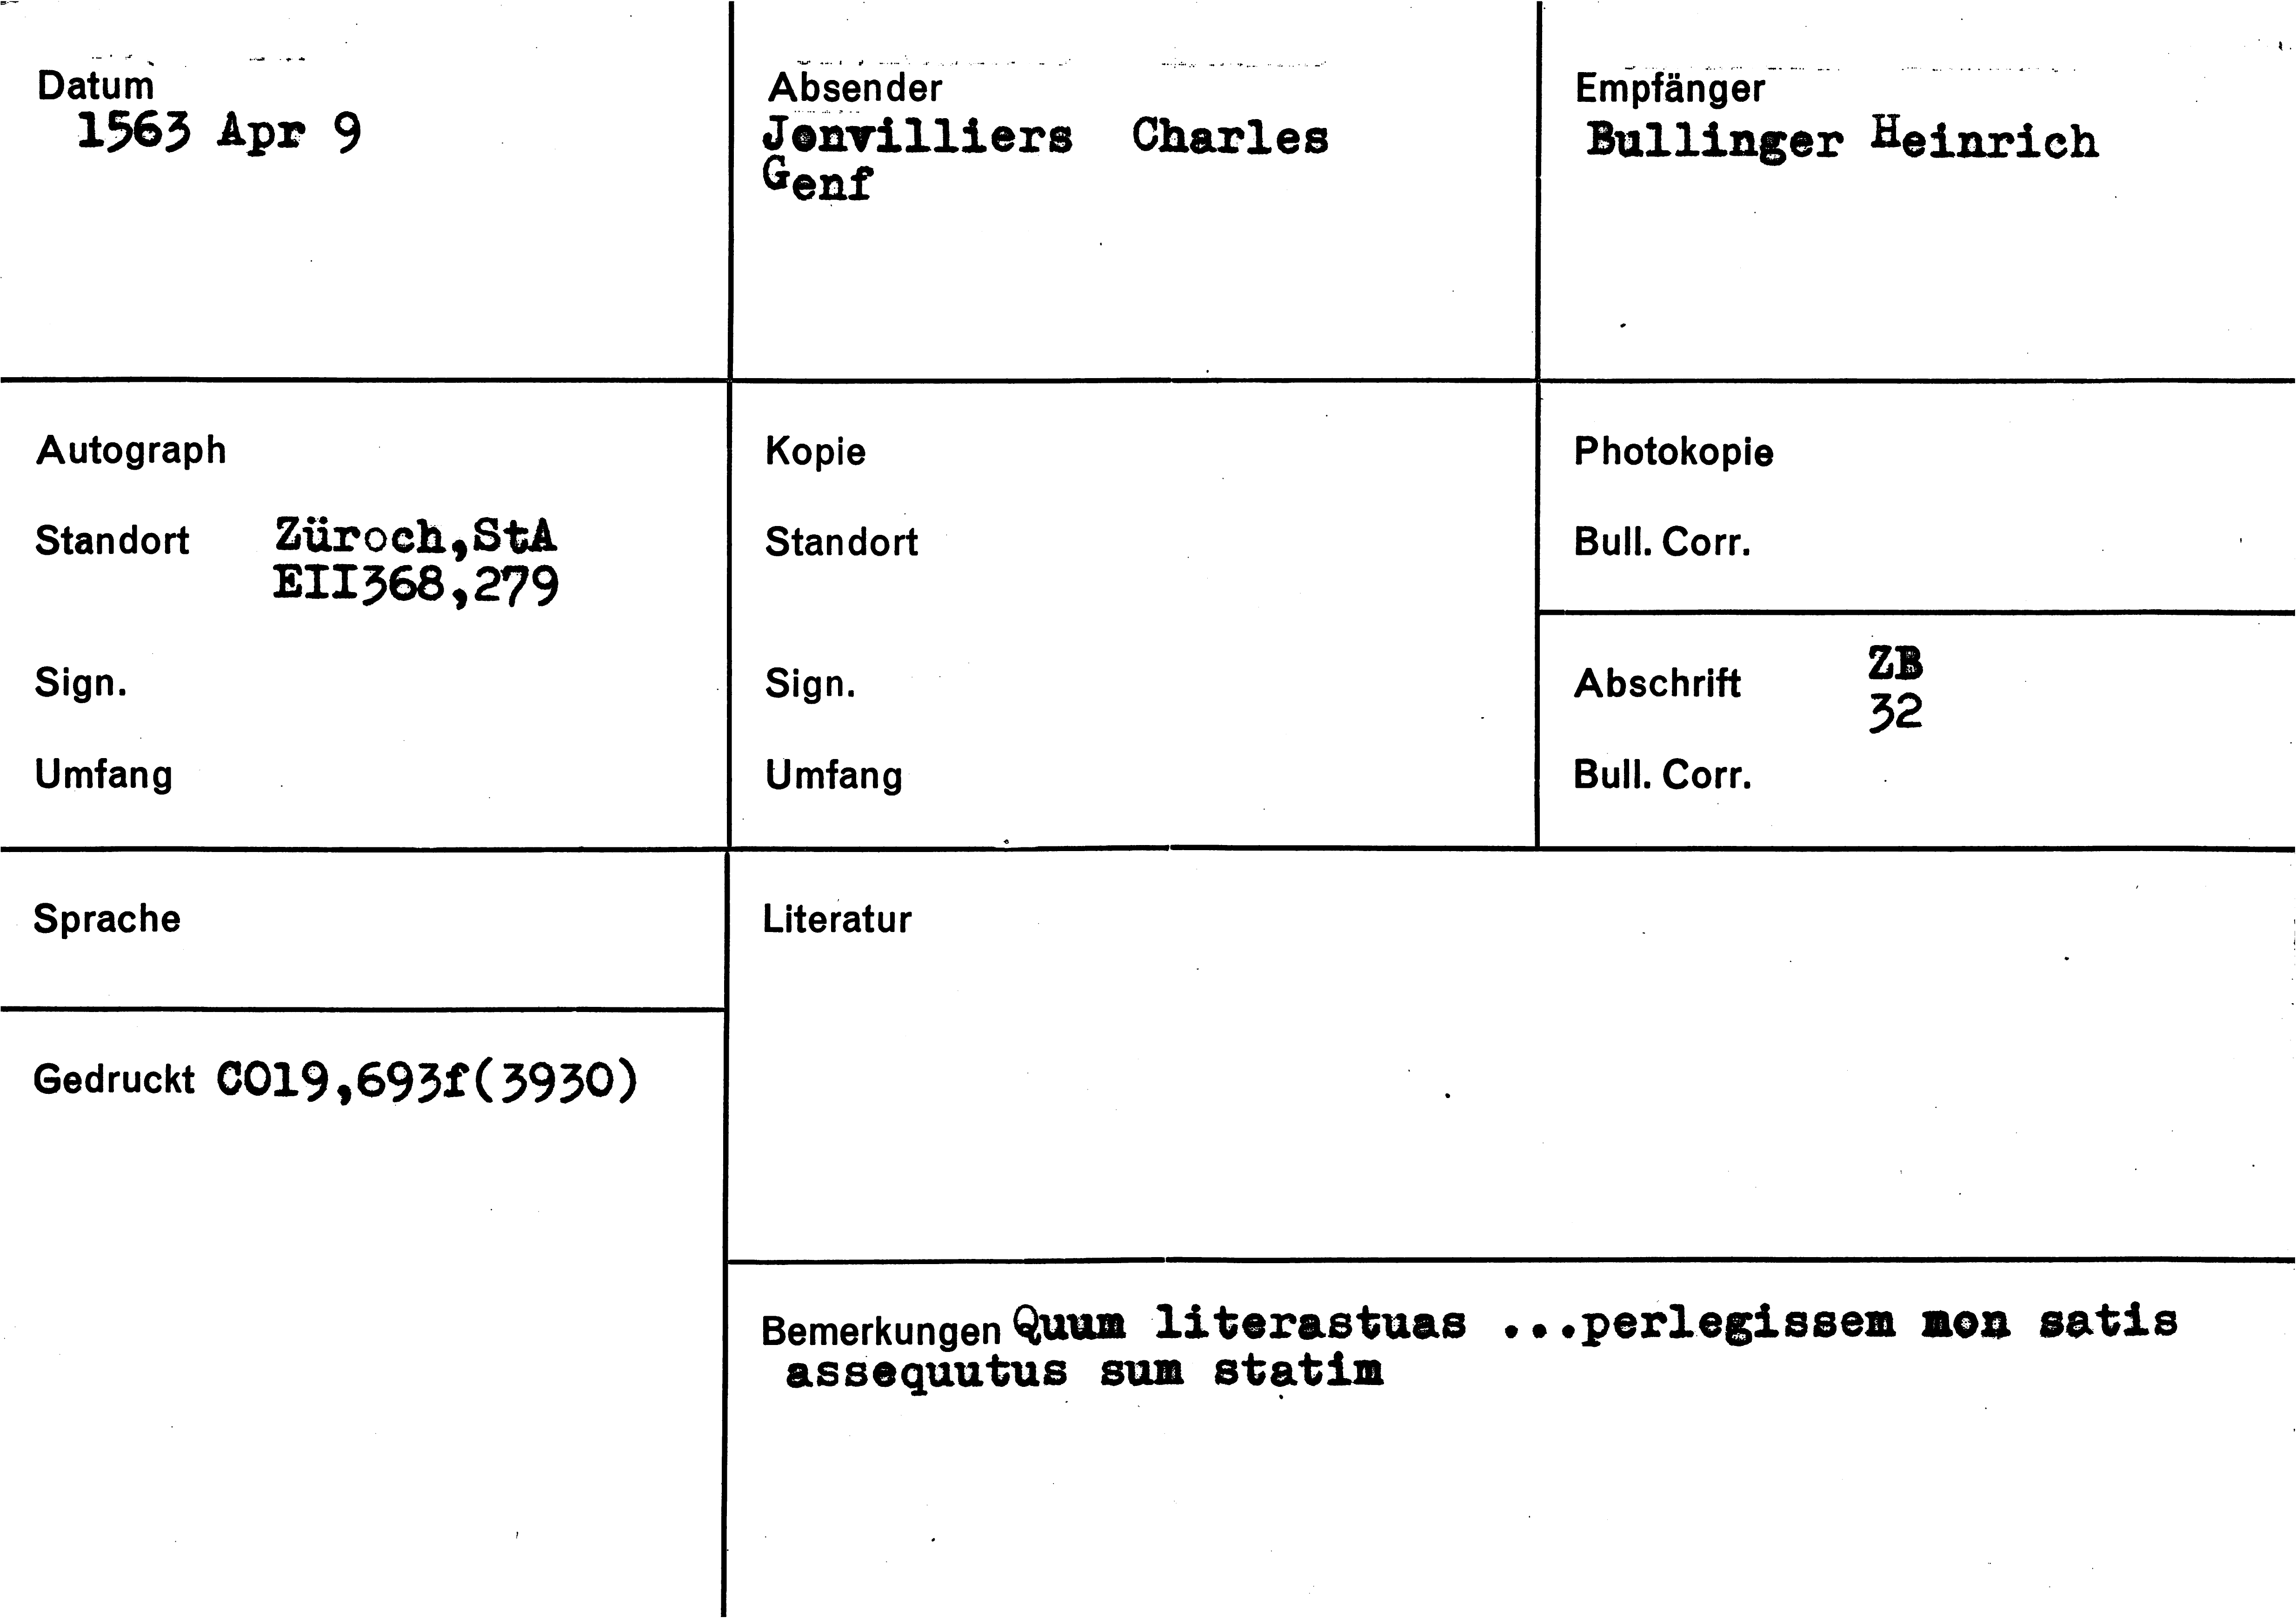 Datum
1563 Apr 9
Absender
Jonvilliers Charles
Genf
Empfänger
Bullinger Heinrich
Autograph
Standort Züroch,StA
EII368,279
Sign.
Umfang
Kopie
Standort
Sign.
Umfang
Photokopie
Bull. Corr.
Abschrift ZB
32
Bull. Corr.
Sprache
Literatur
Gedruckt CO19,693f(3930)
Bemerkungen Quum literastuas ...perlegissem non satis
assequutus sum statim